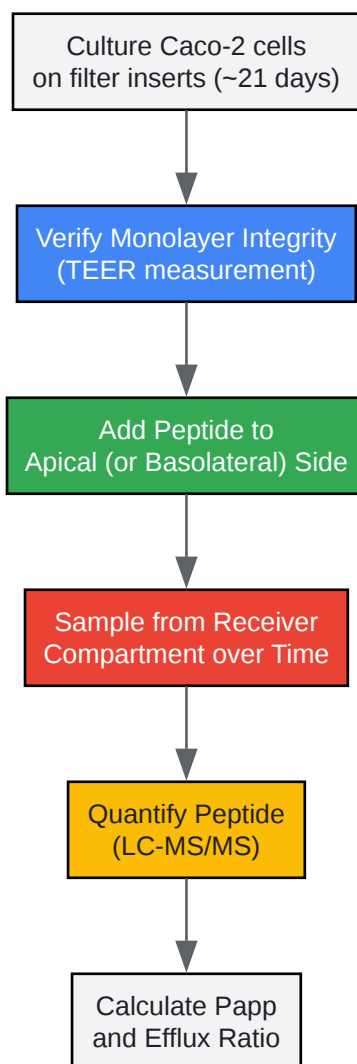 Culture Caco-2 cells
on filter inserts (~21 days)
Verify Monolayer Integrity
(TEER measurement)
Add Peptide to
Apical (or Basolateral) Side
Sample from Receiver
Compartment over Time
Quantify Peptide
(LC-MS/MS)
Calculate Papp
and Efflux Ratio